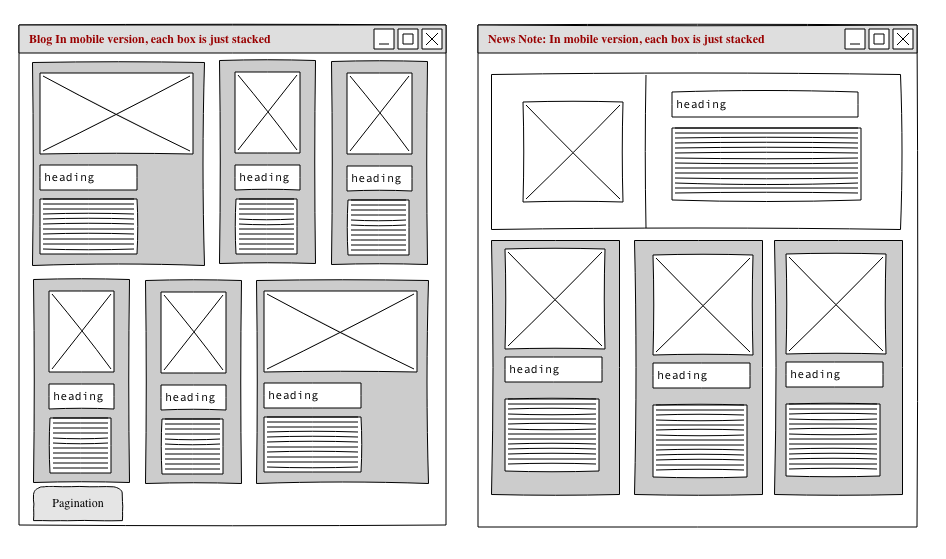 Blog In mobile version, each box is just stacked
heading
heading
heading
heading
heading
heading
Pagination
News Note: In mobile version, each box is just stacked
heading
heading
heading
heading